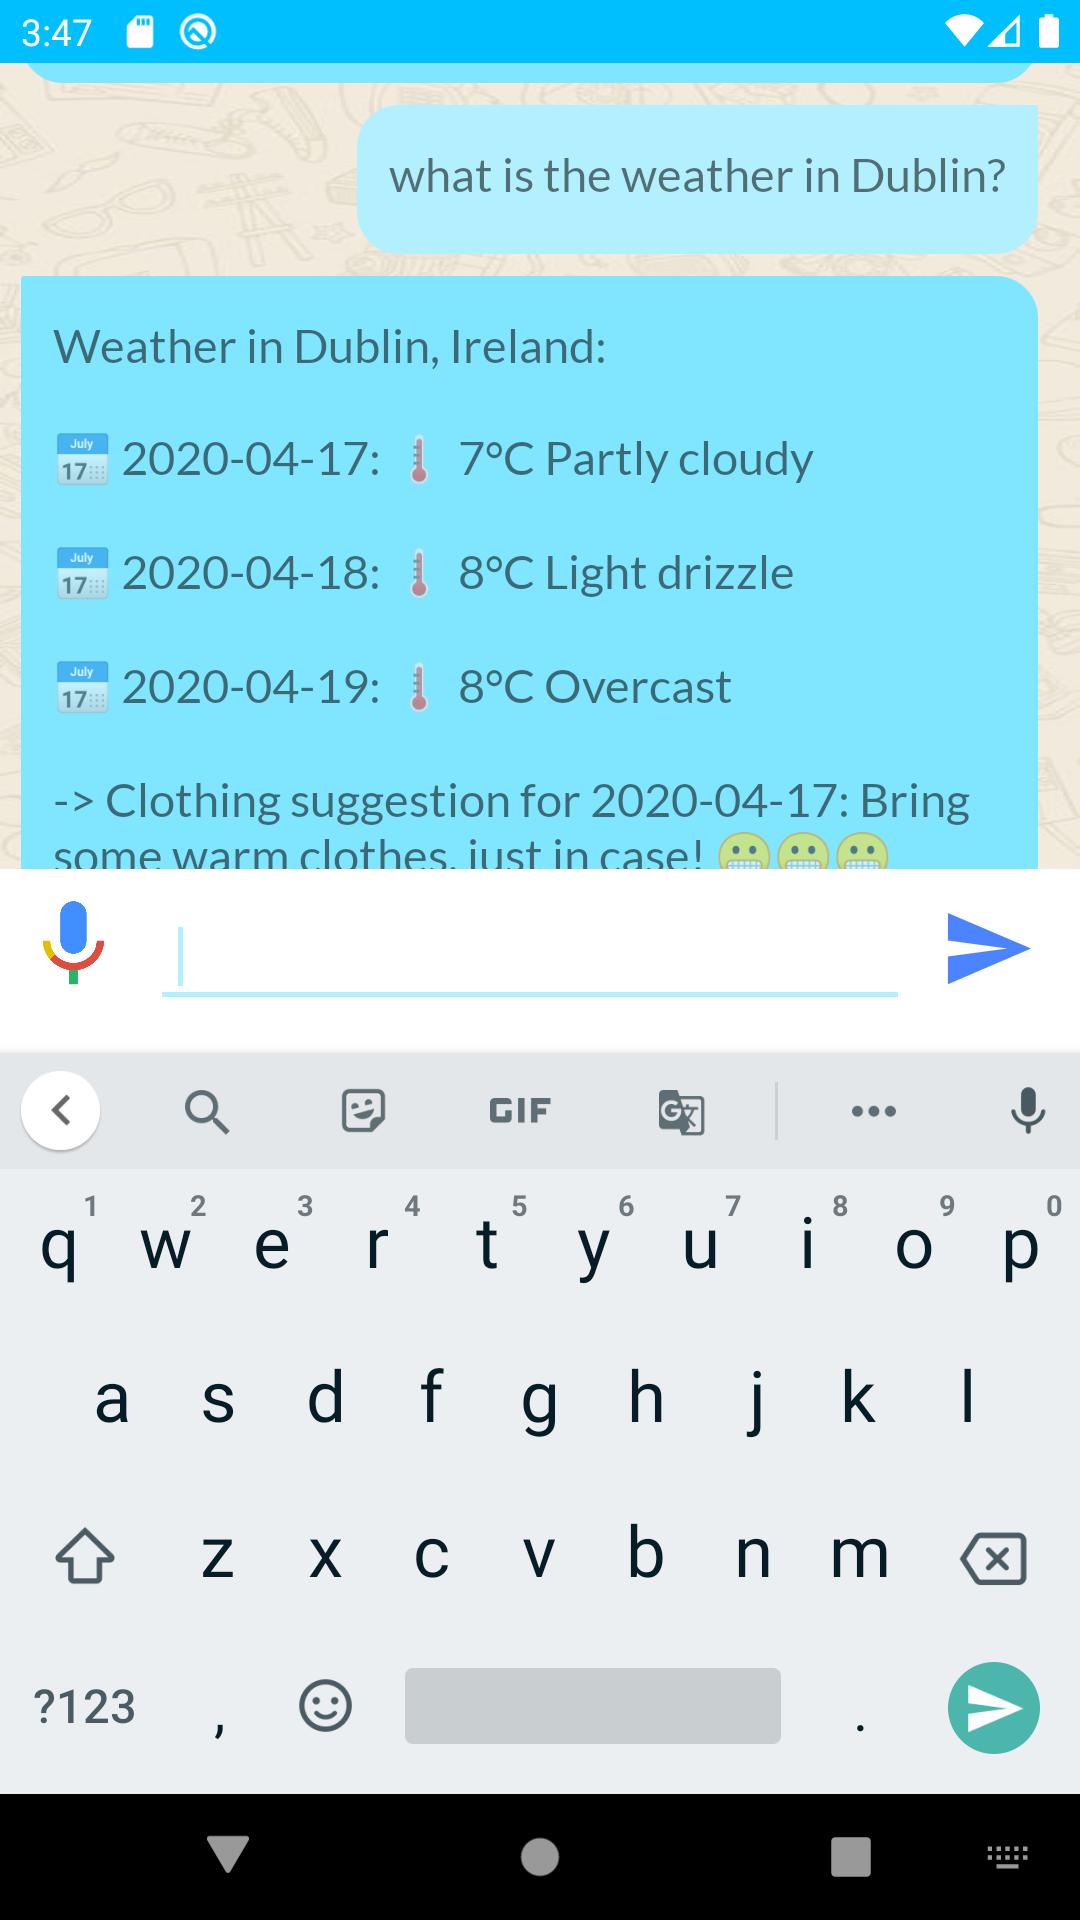 3:47
what is the weather in Dublin?
Weather in Dublin, Ireland:
July 17 2020-04-17: 🌡 7°C Partly cloudy
July 17 2020-04-18: 🌡 8°C Light drizzle
July 17 2020-04-19: 🌡 8°C Overcast
-> Clothing suggestion for 2020-04-17: Bring
some warm clothes, just in case! 😬😬😬
GIF G文
1 2 3 4 5 6 7 8 9 0
q w e r t y u i o p
a s d f g h j k l
z x c v b n m
?123 , .